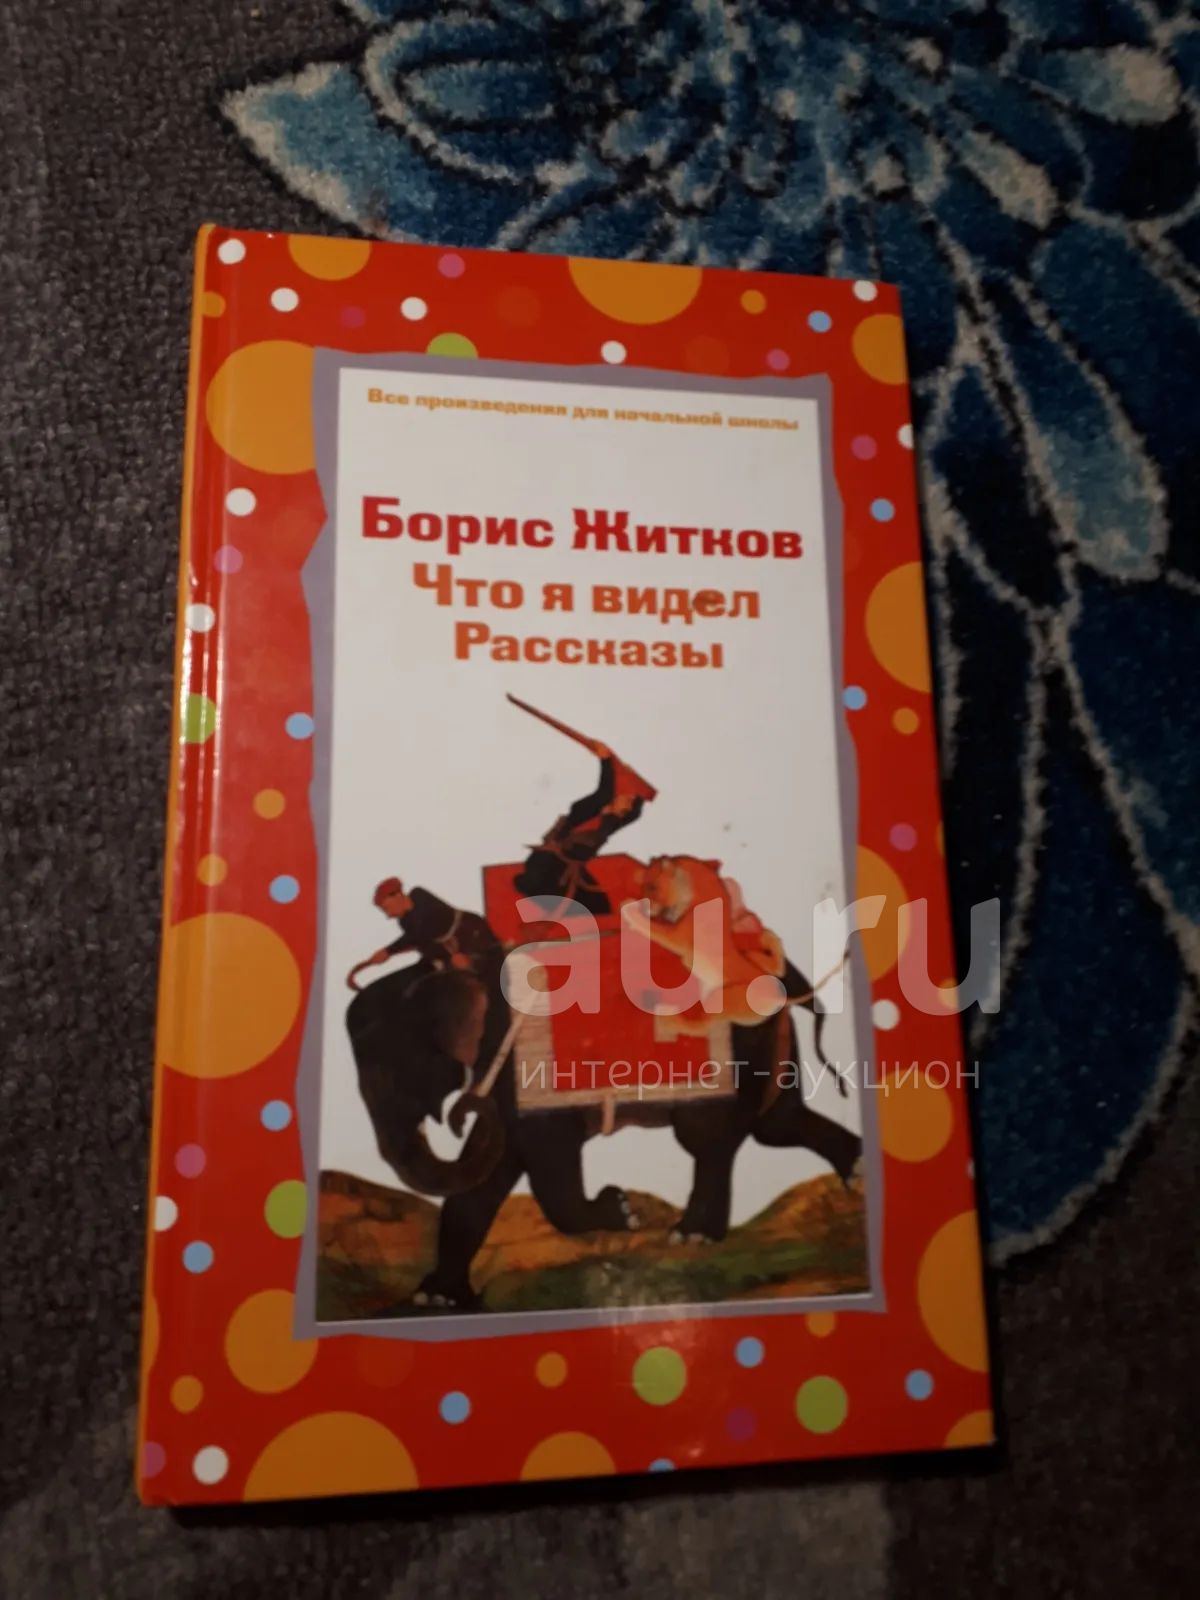 Все произведения для начальной школы
Борис Житков
Что я видел
Рассказы
au.ru
интернет-аукцион